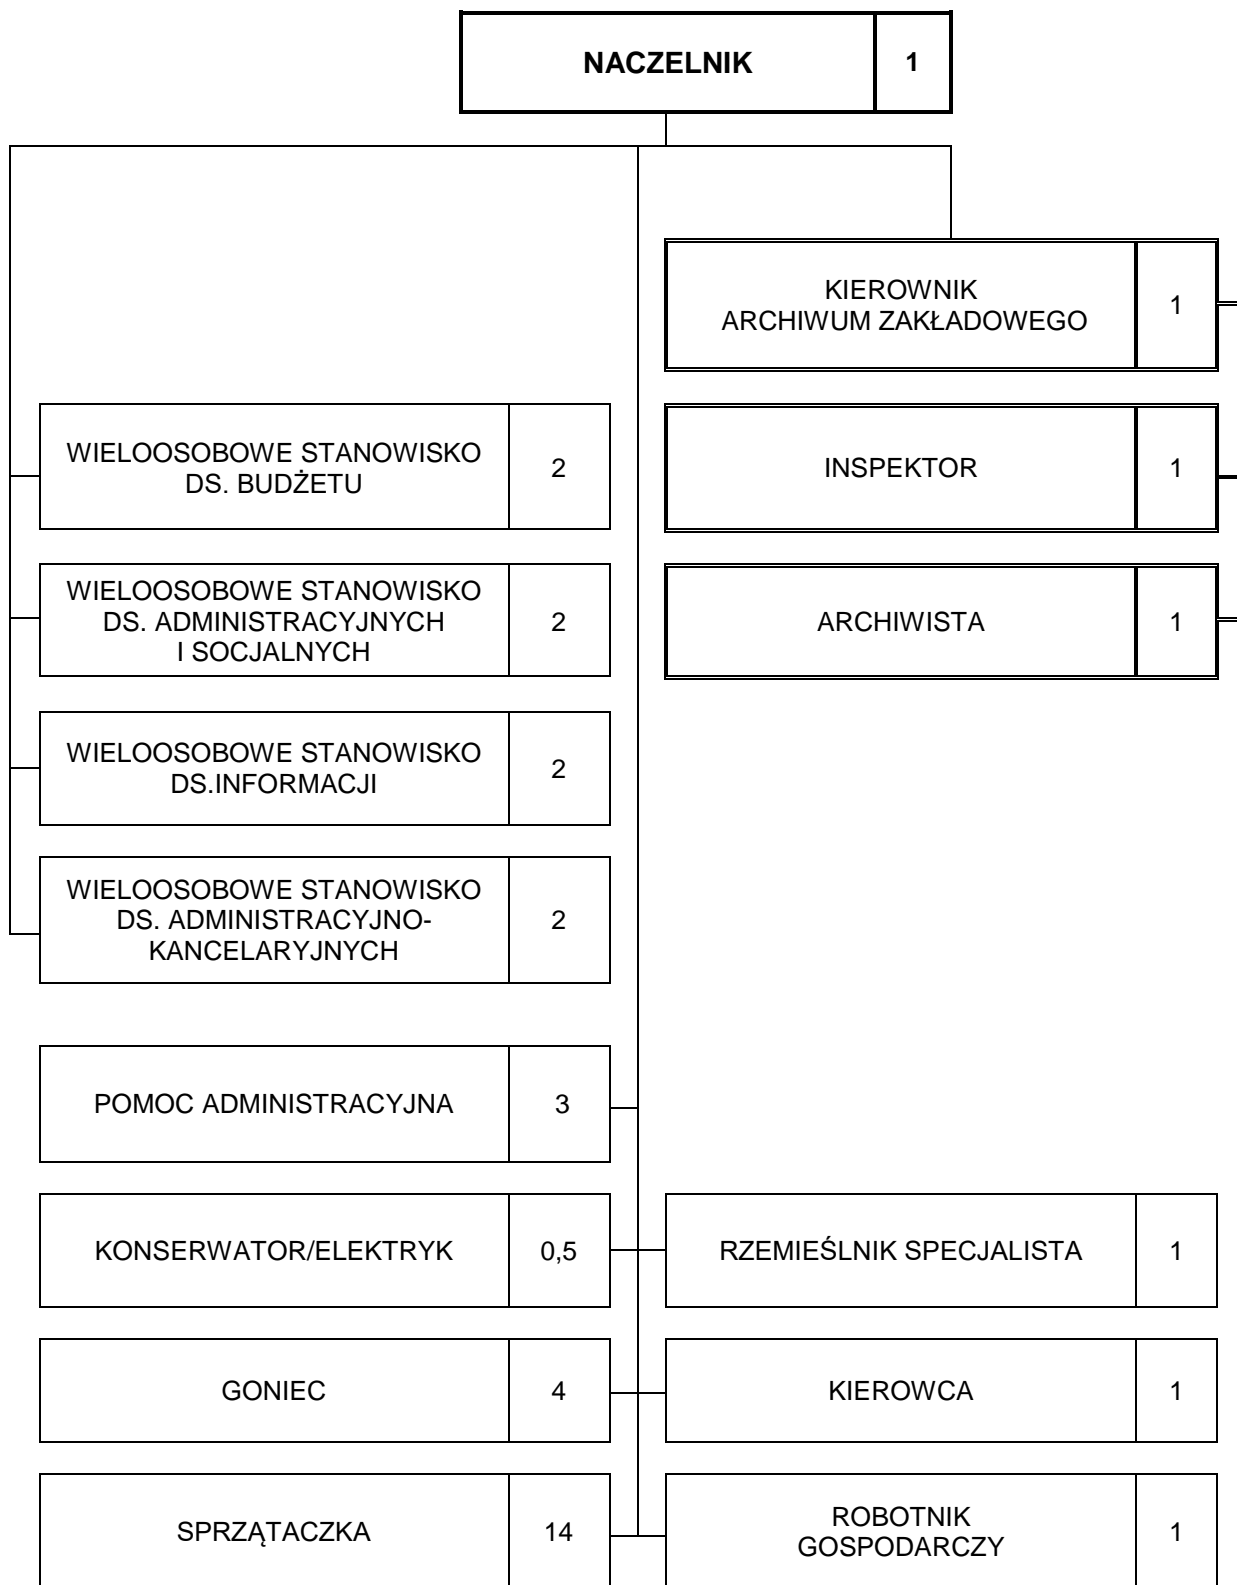 NACZELNIK 1
KIEROWNIK
ARCHIWUM ZAKŁADOWEGO 1
WIELOOSOBOWE STANOWISKO
DS. BUDŻETU 2
INSPEKTOR 1
WIELOOSOBOWE STANOWISKO
DS. ADMINISTRACYJNYCH 2
I SOCJALNYCH
ARCHIWISTA 1
WIELOOSOBOWE STANOWISKO
DS.INFORMACJI 2
WIELOOSOBOWE STANOWISKO
DS. ADMINISTRACYJNO- 2
KANCELARYJNYCH
POMOC ADMINISTRACYJNA 3
KONSERWATOR/ELEKTRYK 0,5
RZEMIEŚLNIK SPECJALISTA 1
GONIEC 4
KIEROWCA 1
SPRZĄTACZKA 14
ROBOTNIK
GOSPODARCZY 1